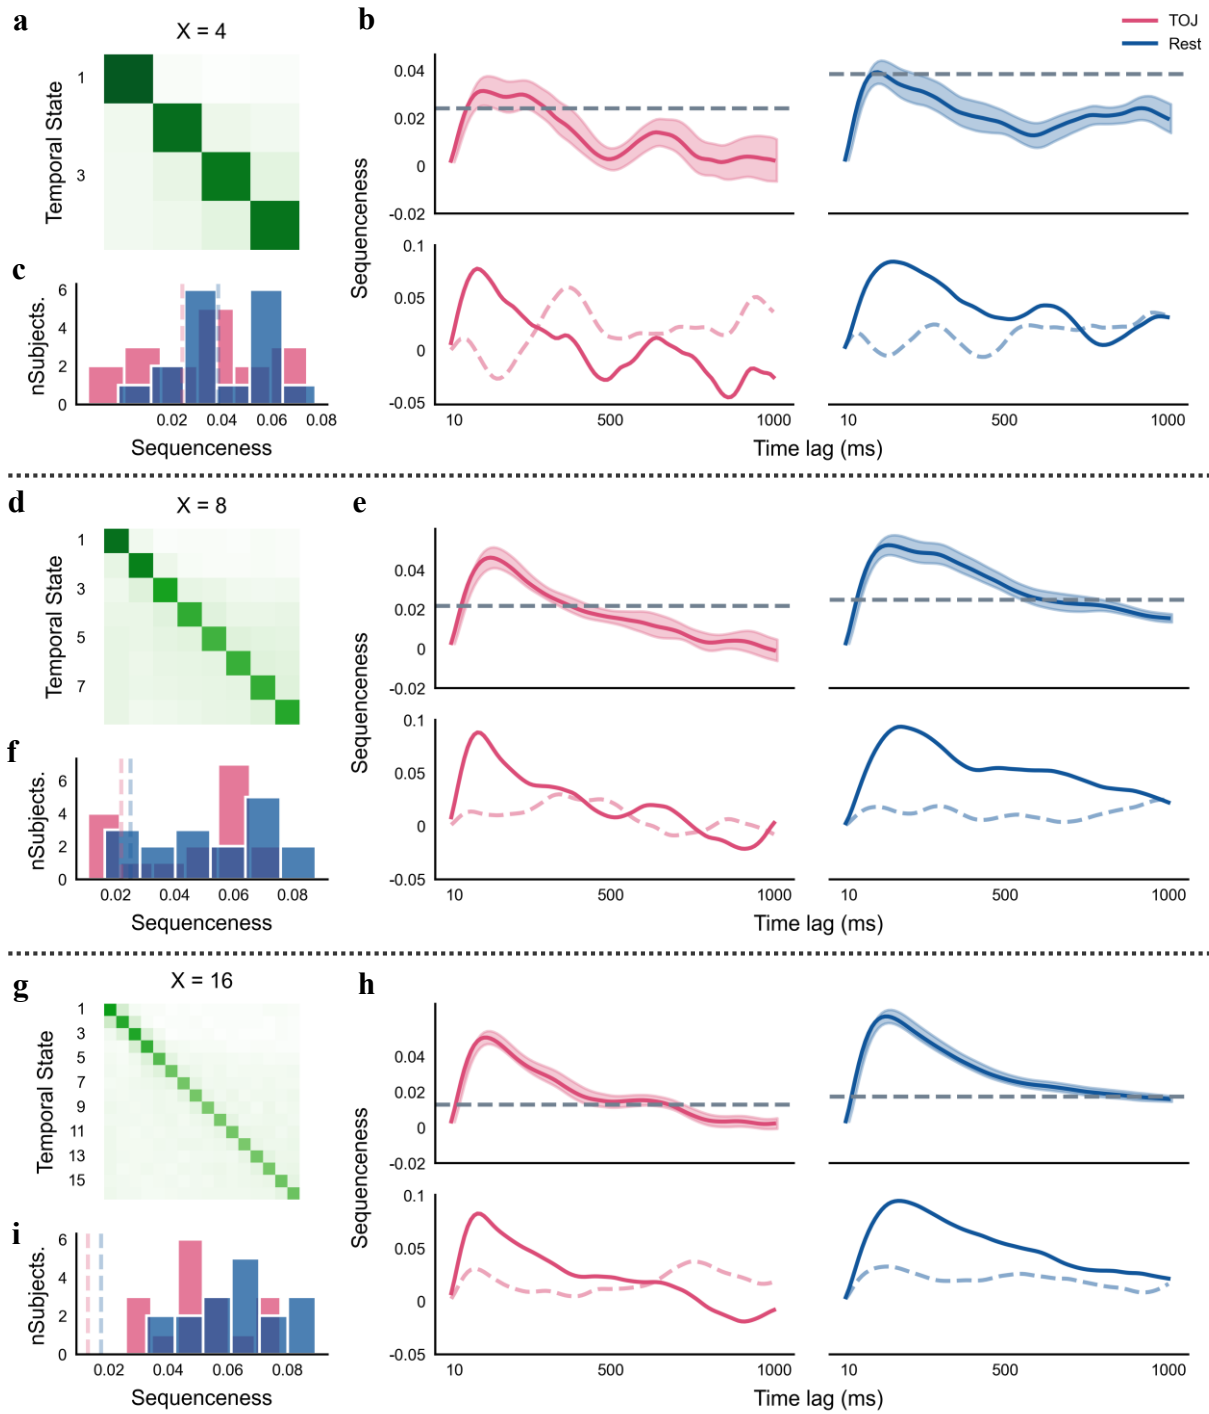 a
X = 4
Temporal State
1
3
b
TOJ
Rest
Sequenceness
0.04
0.02
0
-0.02
0.1
0.05
0
-0.05
10
500
1000
10
500
1000
Time lag (ms)
c
nSubjects.
6
4
2
0
0.02
0.04
0.06
0.08
Sequenceness
d
X = 8
Temporal State
1
3
5
7
e
Sequenceness
0.04
0.02
0
-0.02
0.1
0.05
0
-0.05
10
500
1000
10
500
1000
Time lag (ms)
f
nSubjects.
6
4
2
0
0.02
0.04
0.06
0.08
Sequenceness
g
X = 16
Temporal State
1
3
5
7
9
11
13
15
h
Sequenceness
0.04
0.02
0
-0.02
0.1
0.05
0
-0.05
10
500
1000
10
500
1000
Time lag (ms)
i
nSubjects.
6
4
2
0
0.02
0.04
0.06
0.08
Sequenceness